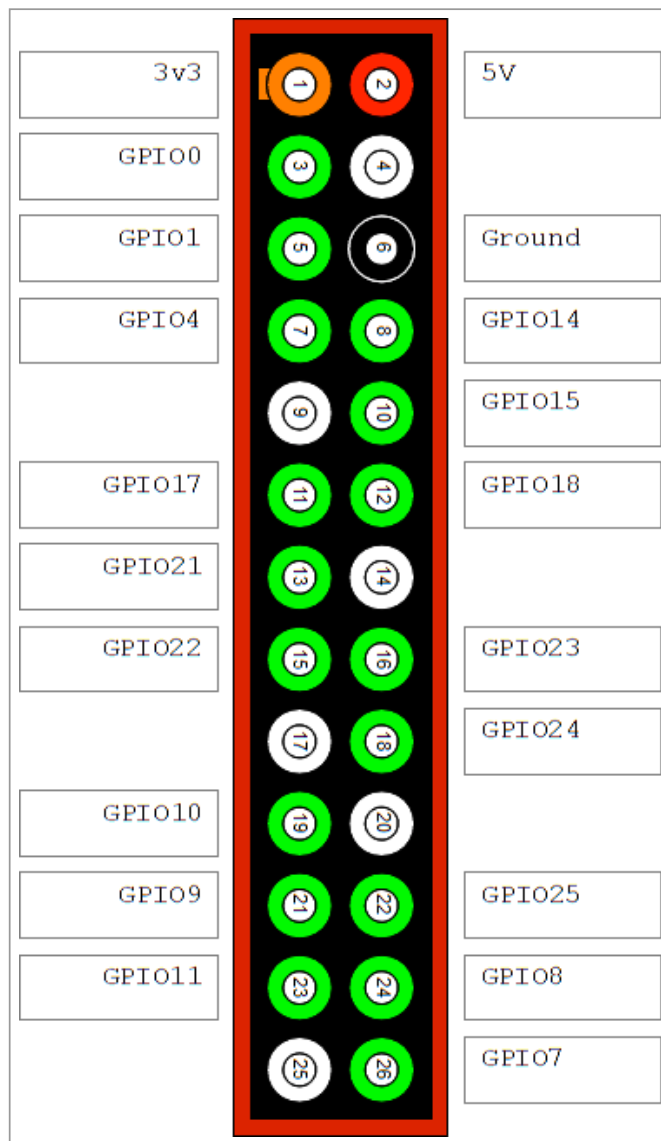 3v3 1 2 5V
GPIO0 3 4
GPIO1 5 6 Ground
GPIO4 7 8 GPIO14
9 10 GPIO15
GPIO17 11 12 GPIO18
GPIO21 13 14
GPIO22 15 16 GPIO23
17 18 GPIO24
GPIO10 19 20
GPIO9 21 22 GPIO25
GPIO11 23 24 GPIO8
25 26 GPIO7